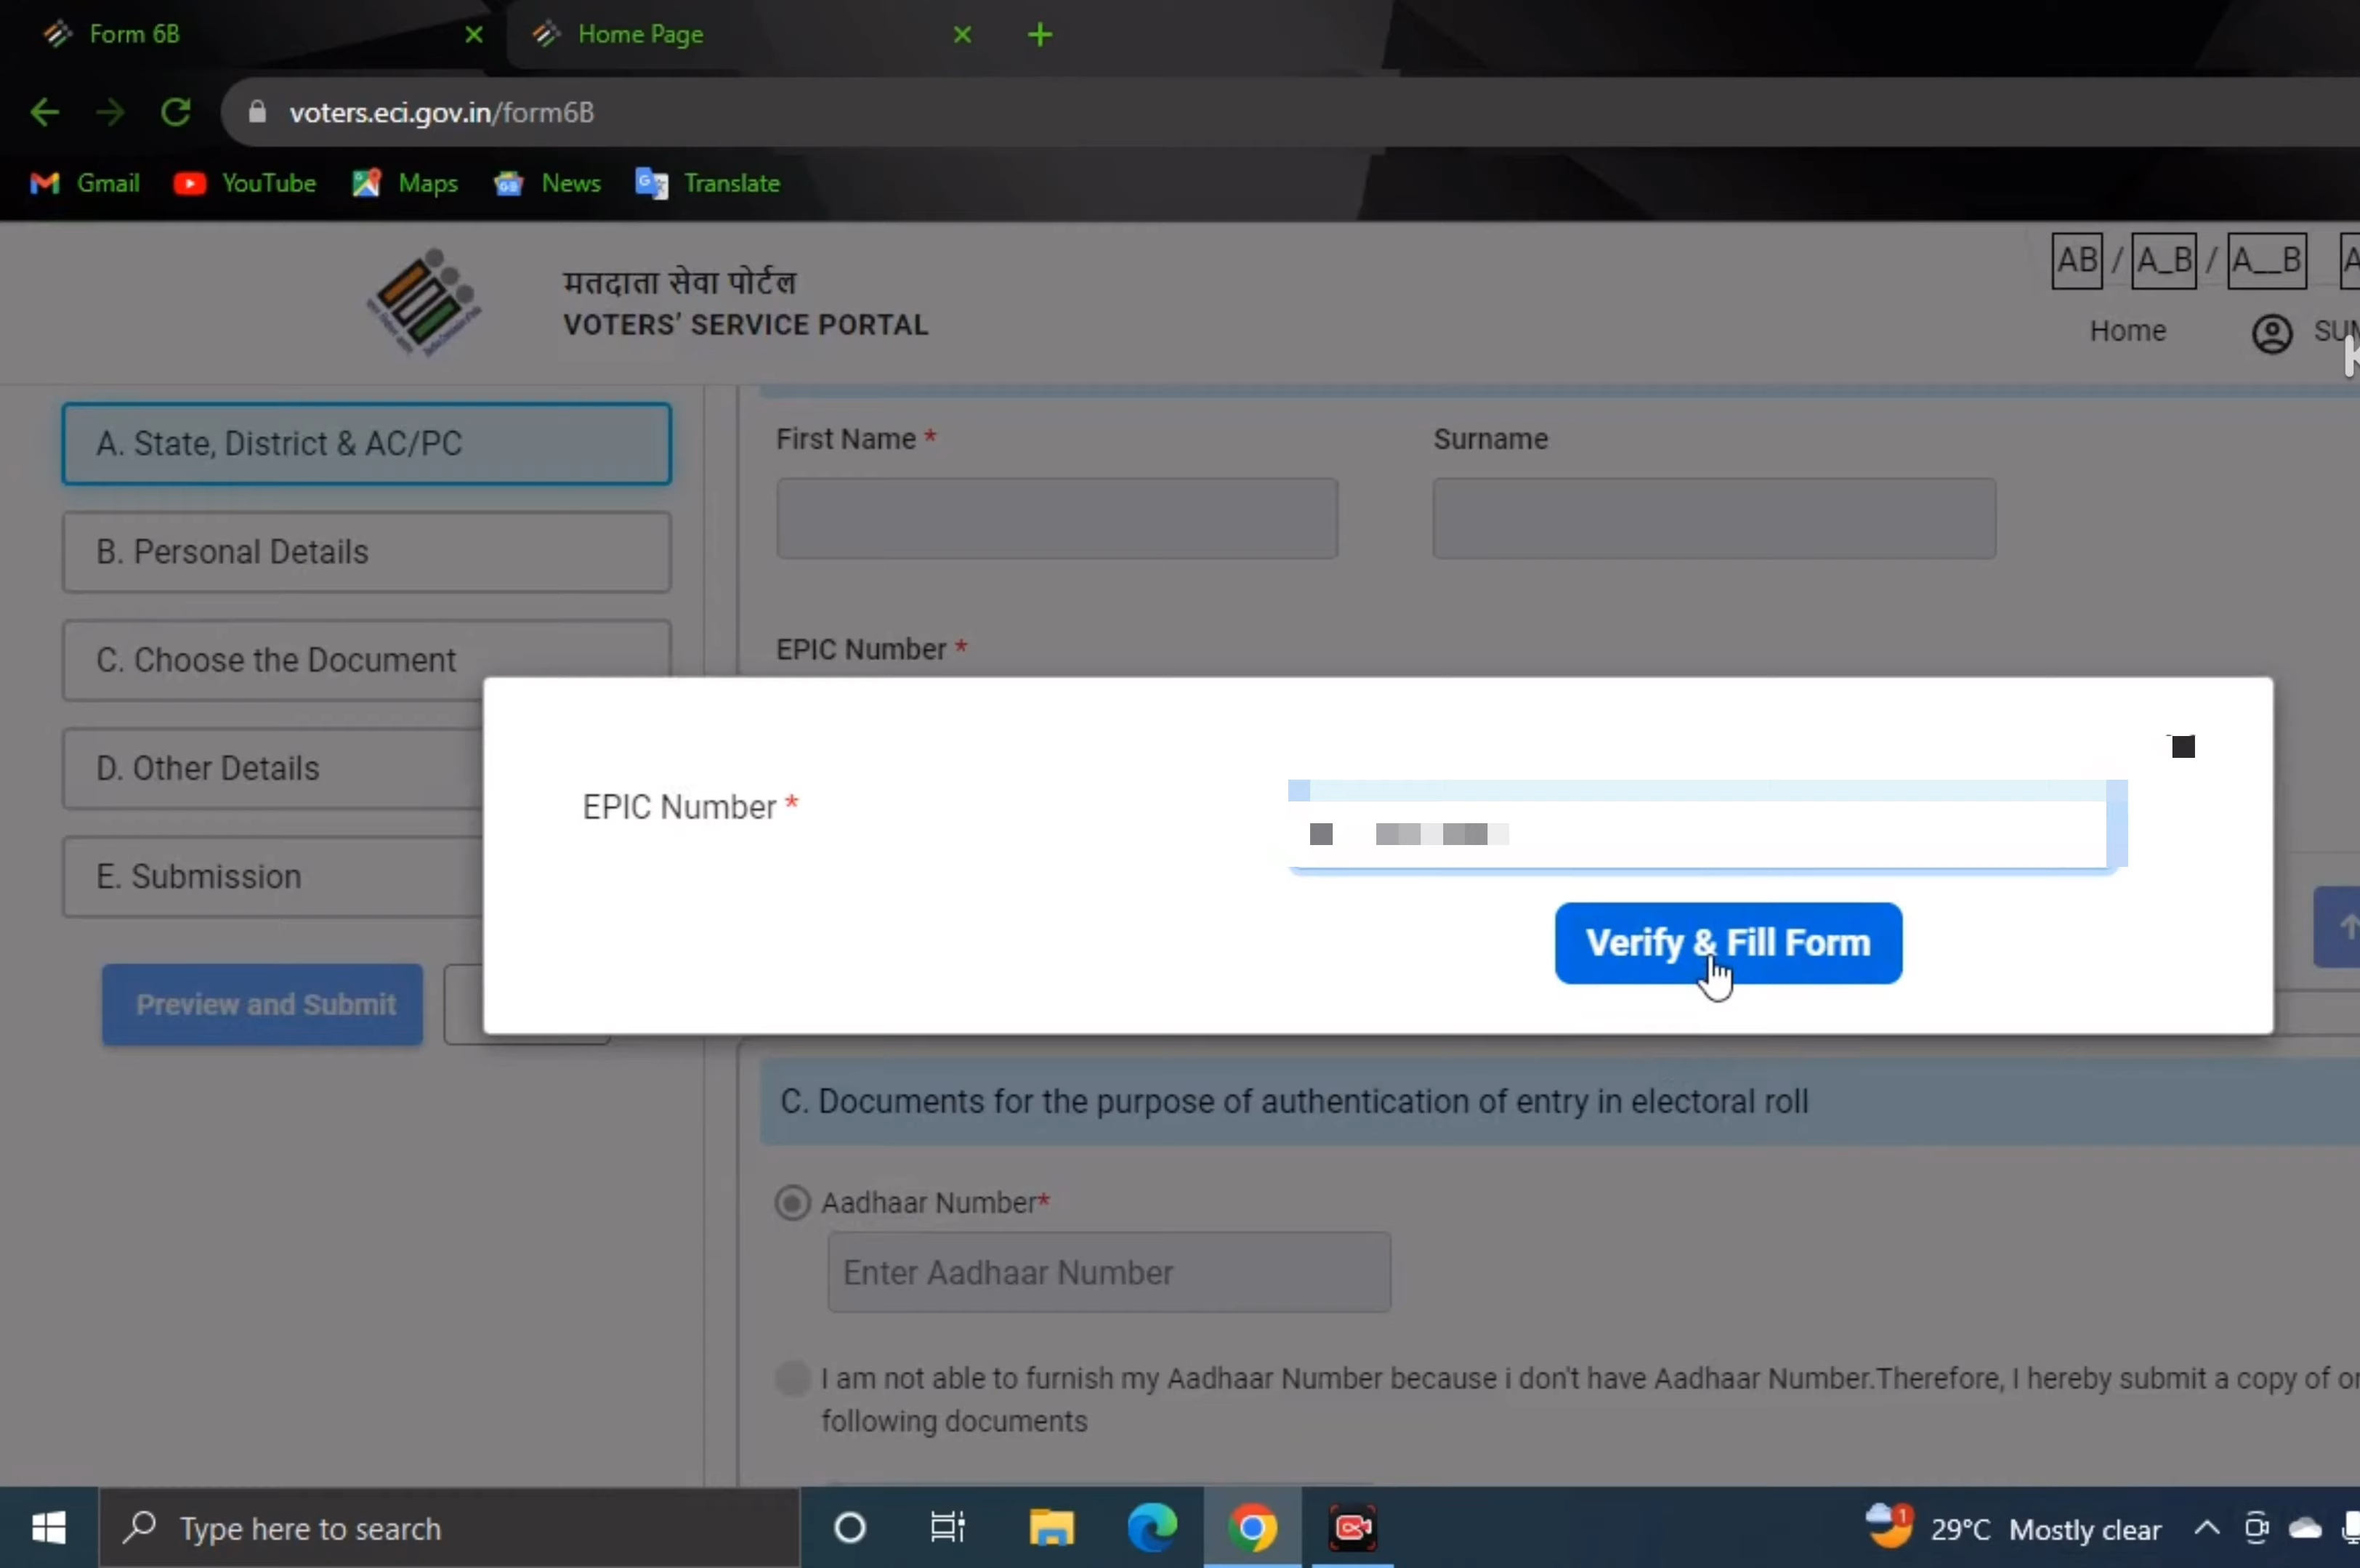 Form 6B
Home Page
voters.eci.gov.in/form6B
Gmail
YouTube
Maps
News
Translate
मतदाता सेवा पोर्टल
VOTERS’ SERVICE PORTAL
AB / A_B / A__B
Home
A. State, District & AC/PC
B. Personal Details
C. Choose the Document
D. Other Details
E. Submission
Preview and Submit
First Name *
Surname
EPIC Number *
EPIC Number *
Verify & Fill Form
C. Documents for the purpose of authentication of entry in electoral roll
Aadhaar Number*
Enter Aadhaar Number
I am not able to furnish my Aadhaar Number because i don't have Aadhaar Number.Therefore, I hereby submit a copy of
following documents
Type here to search
1
29°C Mostly clear